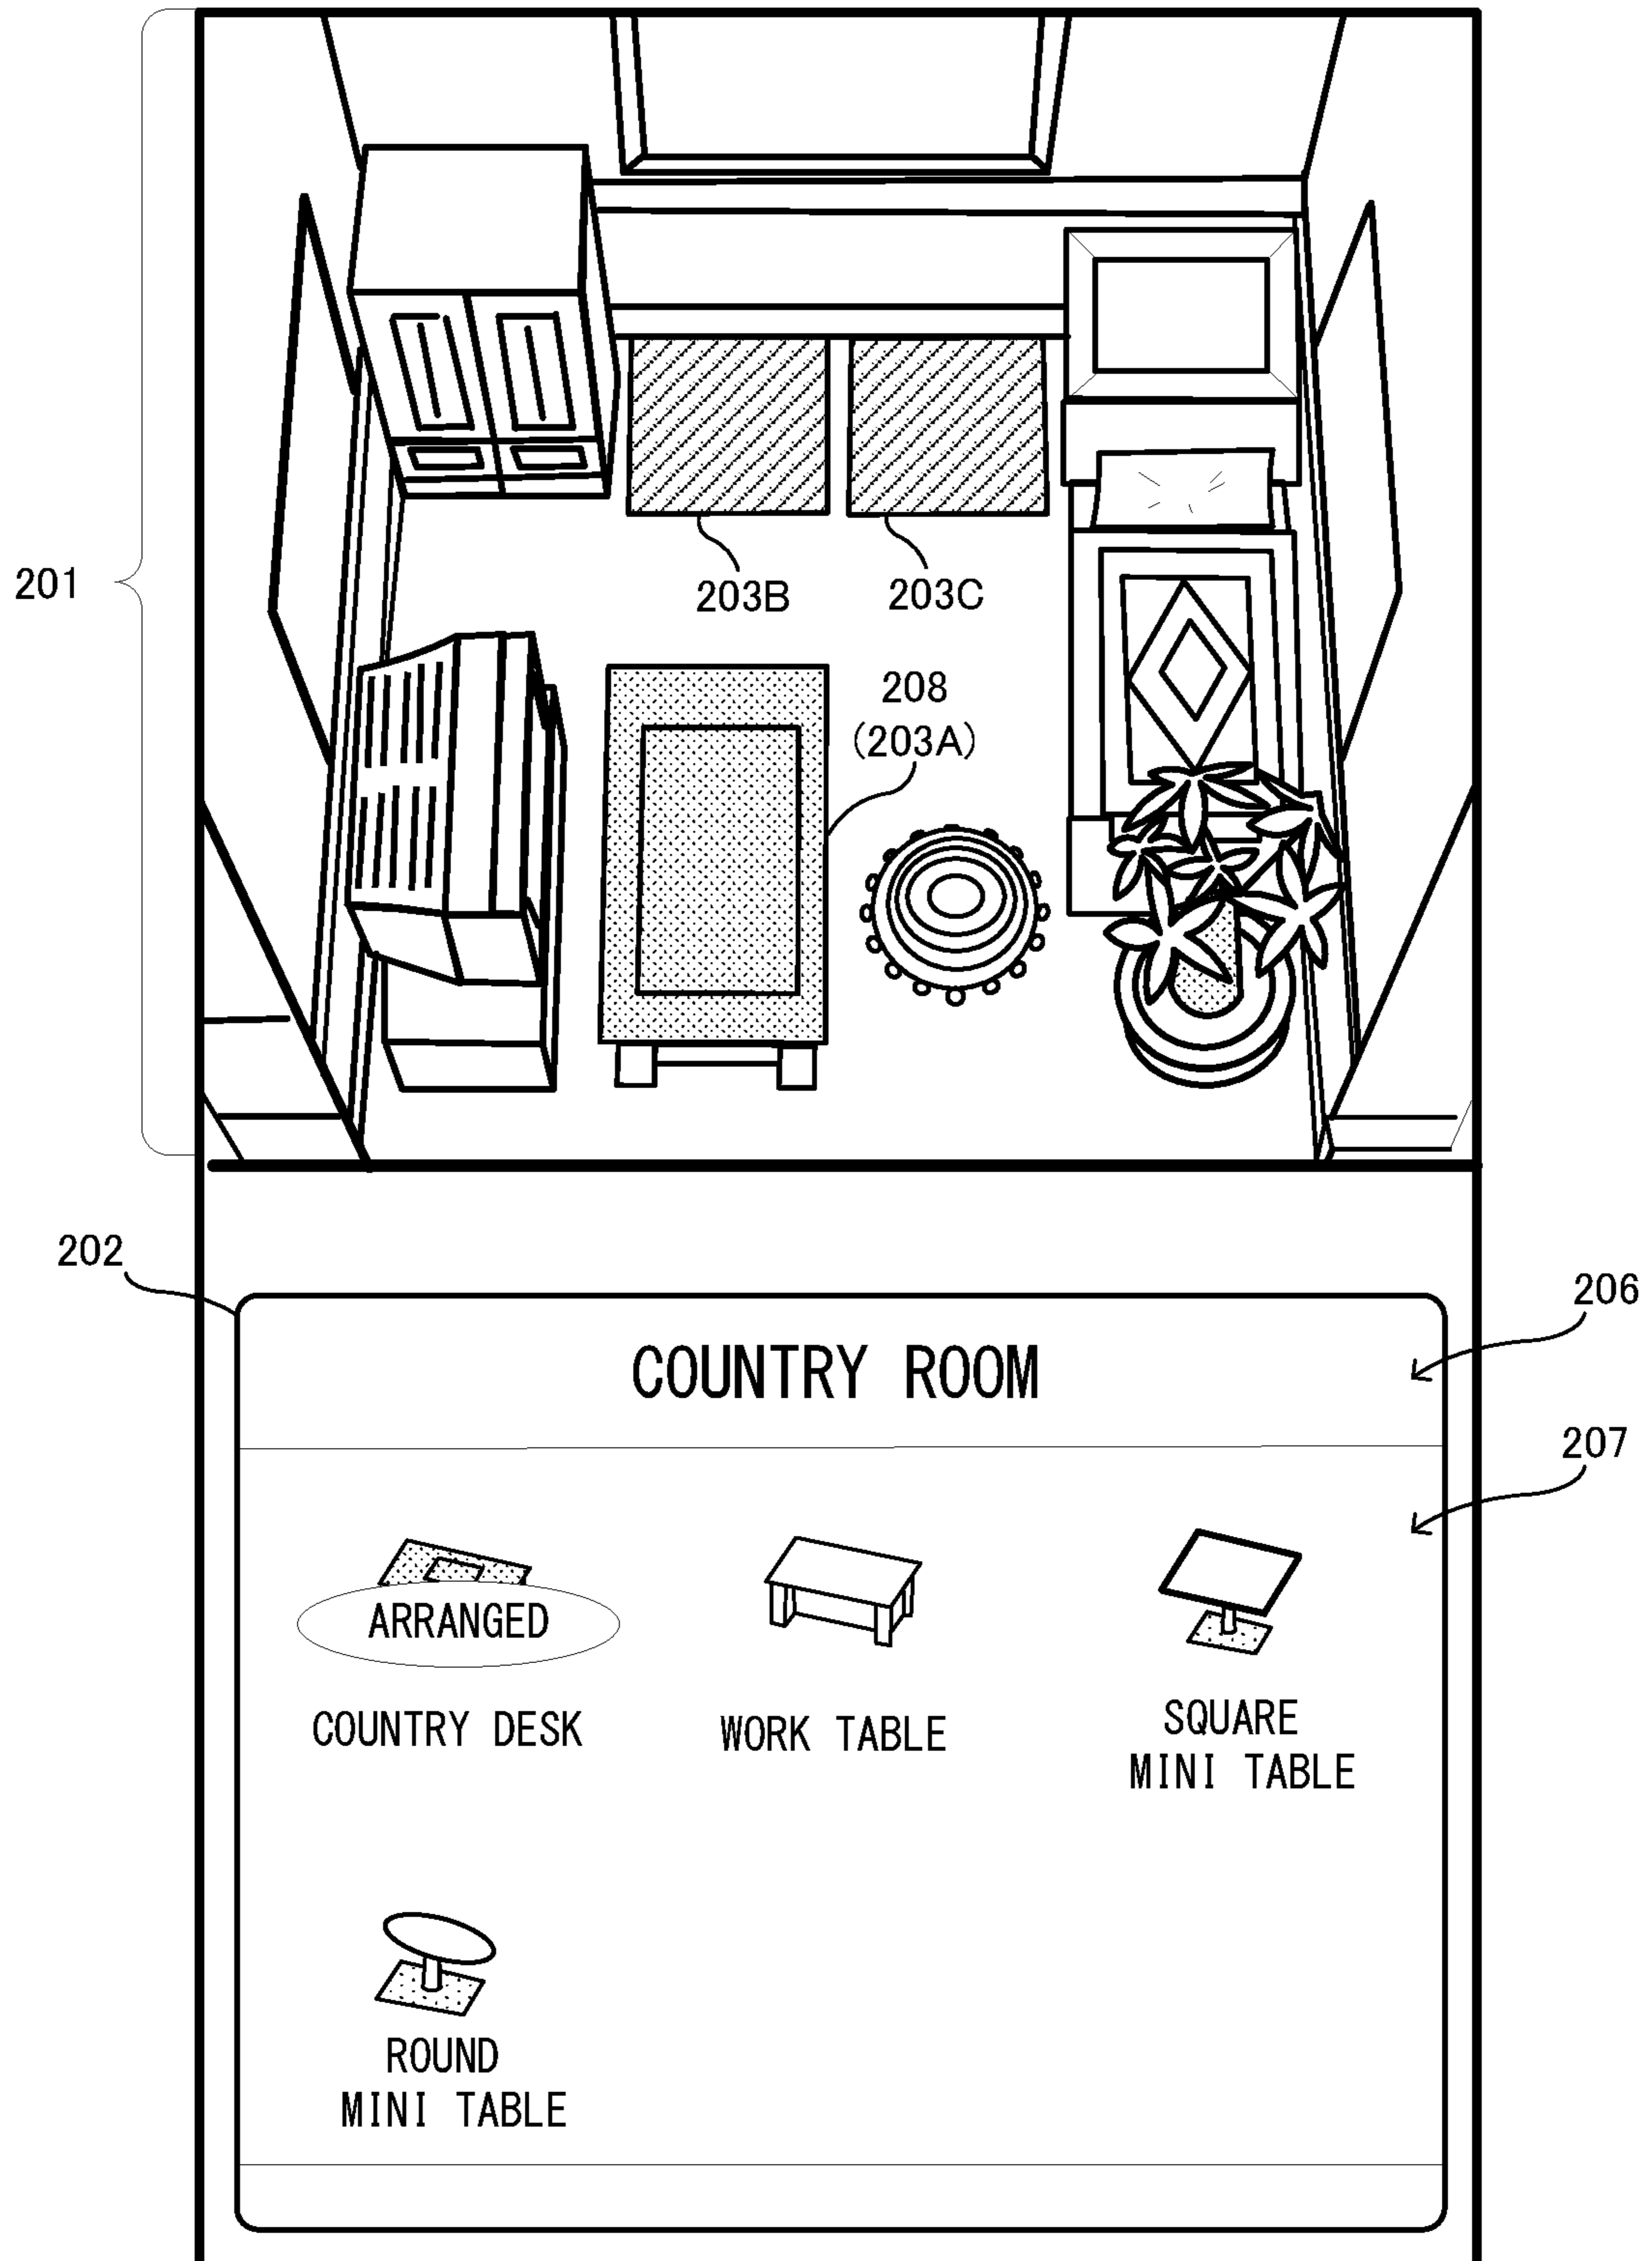 201
203B
203C
208
(203A)
202
206
COUNTRY ROOM
207
ARRANGED
COUNTRY DESK
WORK TABLE
SQUARE
MINI TABLE
ROUND
MINI TABLE